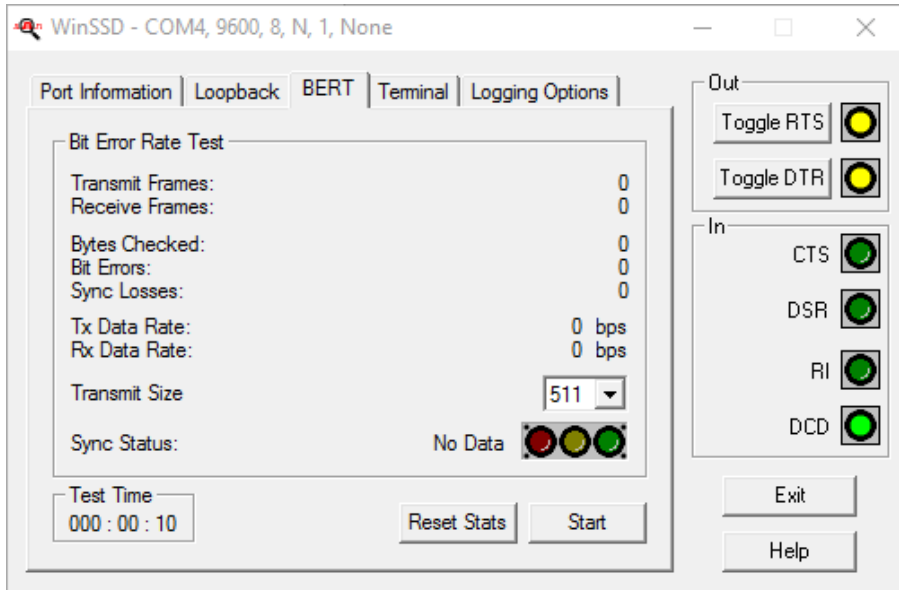 WinSSD - COM4, 9600, 8, N, 1, None
Port Information Loopback BERT Terminal Logging Options
Bit Error Rate Test
Transmit Frames: 0
Receive Frames: 0
Bytes Checked: 0
Bit Errors: 0
Sync Losses: 0
Tx Data Rate: 0 bps
Rx Data Rate: 0 bps
Transmit Size 511
Sync Status: No Data
Test Time
000 : 00 : 10
Reset Stats Start
Out
Toggle RTS
Toggle DTR
In
CTS
DSR
RI
DCD
Exit
Help